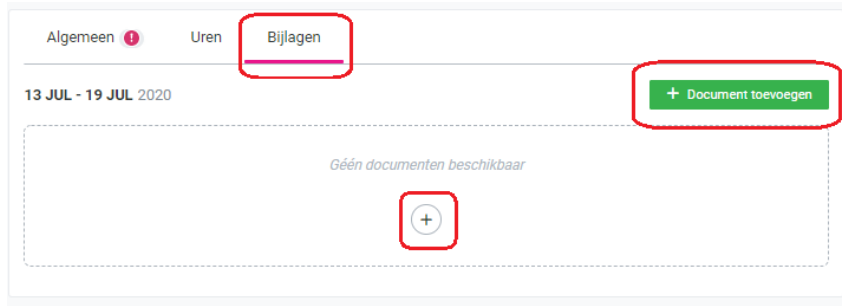 Algemeen ! Uren Bijlagen
13 JUL - 19 JUL 2020 + Document toevoegen
Géén documenten beschikbaar
+